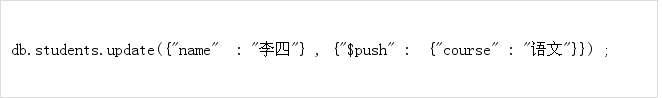 db.students.update({"name"  : "李四"} , {"$push" :  {"course" : "语文"}}) ;